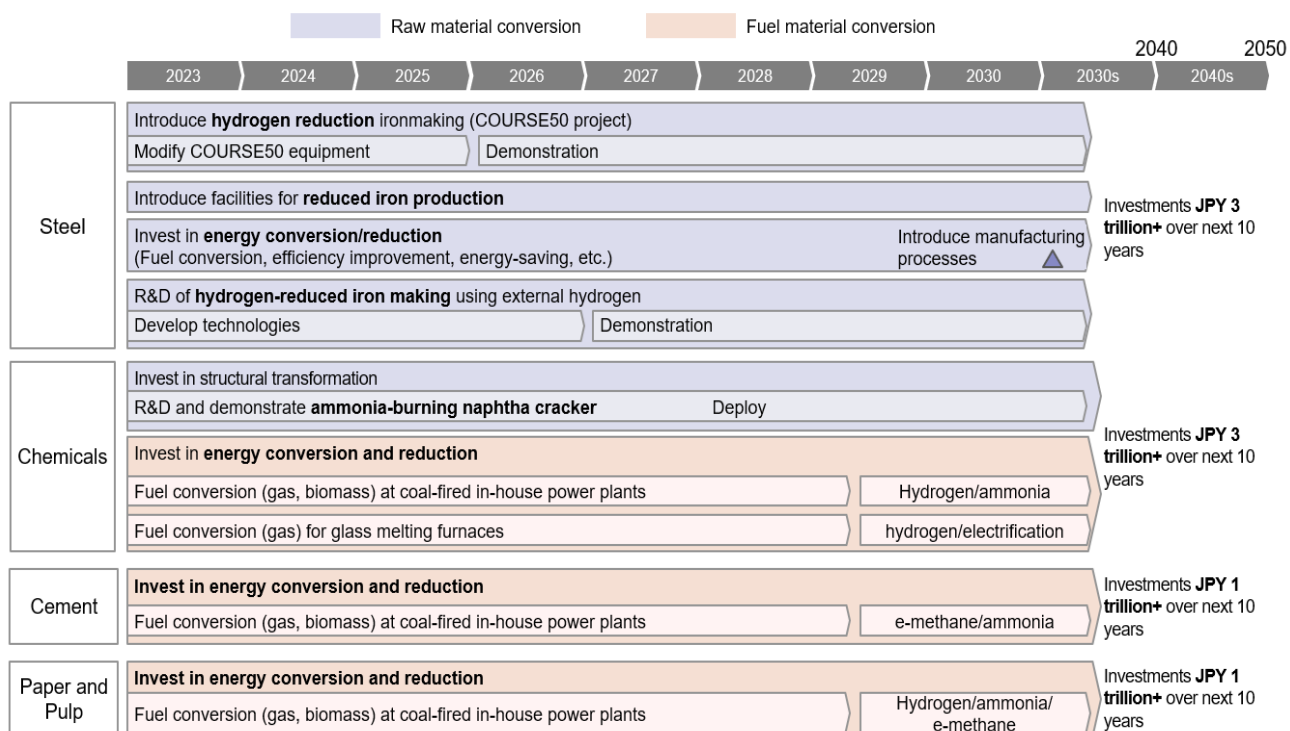 Raw material conversion
Fuel material conversion
2040
2050
2023
2024
2025
2026
2027
2028
2029
2030
2030s
2040s
Steel
Introduce hydrogen reduction ironmaking (COURSE50 project)
Modify COURSE50 equipment
Demonstration
Introduce facilities for reduced iron production
Invest in energy conversion/reduction
(Fuel conversion, efficiency improvement, energy-saving, etc.)
Introduce manufacturing
processes
R&D of hydrogen-reduced iron making using external hydrogen
Develop technologies
Demonstration
Investments JPY 3
trillion+ over next 10
years
Chemicals
Invest in structural transformation
R&D and demonstrate ammonia-burning naphtha cracker
Deploy
Invest in energy conversion and reduction
Fuel conversion (gas, biomass) at coal-fired in-house power plants
Hydrogen/ammonia
Fuel conversion (gas) for glass melting furnaces
hydrogen/electrification
Investments JPY 3
trillion+ over next 10
years
Cement
Invest in energy conversion and reduction
Fuel conversion (gas, biomass) at coal-fired in-house power plants
e-methane/ammonia
Investments JPY 1
trillion+ over next 10
years
Paper and
Pulp
Invest in energy conversion and reduction
Fuel conversion (gas, biomass) at coal-fired in-house power plants
Hydrogen/ammonia/
e-methane
Investments JPY 1
trillion+ over next 10
years